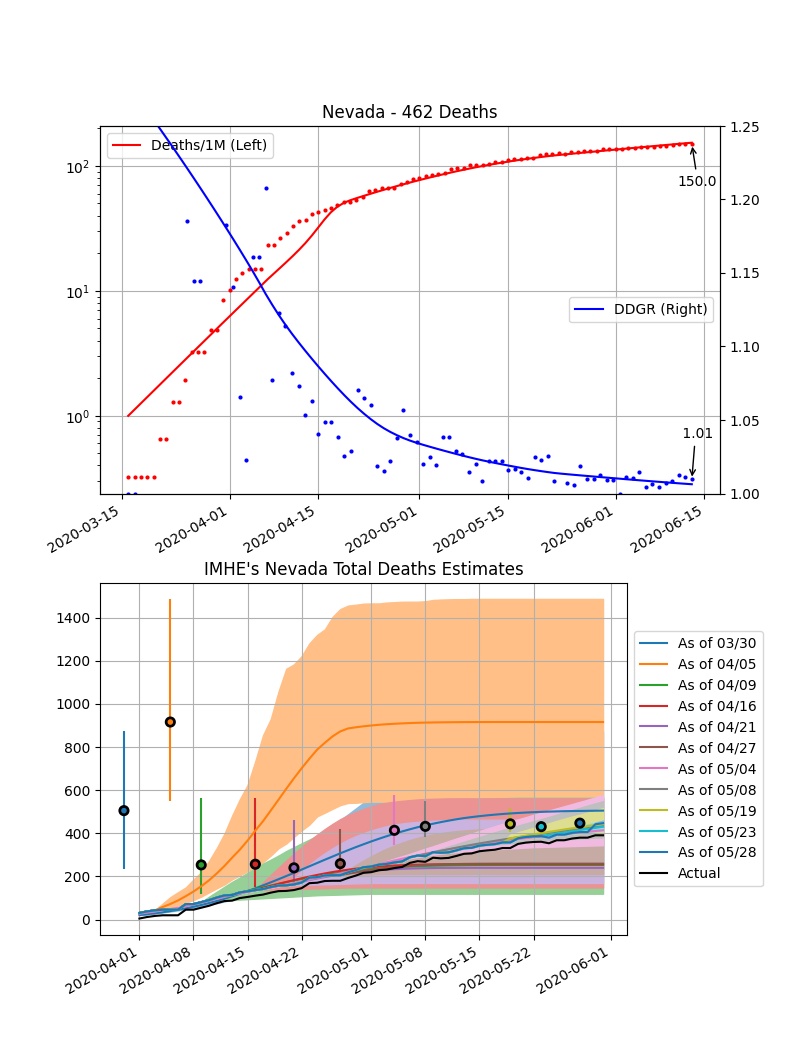 Nevada - 462 Deaths
Deaths/1M (Left)
10²
10¹
10⁰
150.0
DDGR (Right)
1.01
1.25
1.20
1.15
1.10
1.05
1.00
2020-03-15
2020-04-01
2020-04-15
2020-05-01
2020-05-15
2020-06-01
2020-06-15
IMHE's Nevada Total Deaths Estimates
1400
1200
1000
800
600
400
200
0
2020-04-01
2020-04-08
2020-04-15
2020-04-22
2020-05-01
2020-05-08
2020-05-15
2020-05-22
2020-06-01
As of 03/30
As of 04/05
As of 04/09
As of 04/16
As of 04/21
As of 04/27
As of 05/04
As of 05/08
As of 05/19
As of 05/23
As of 05/28
Actual